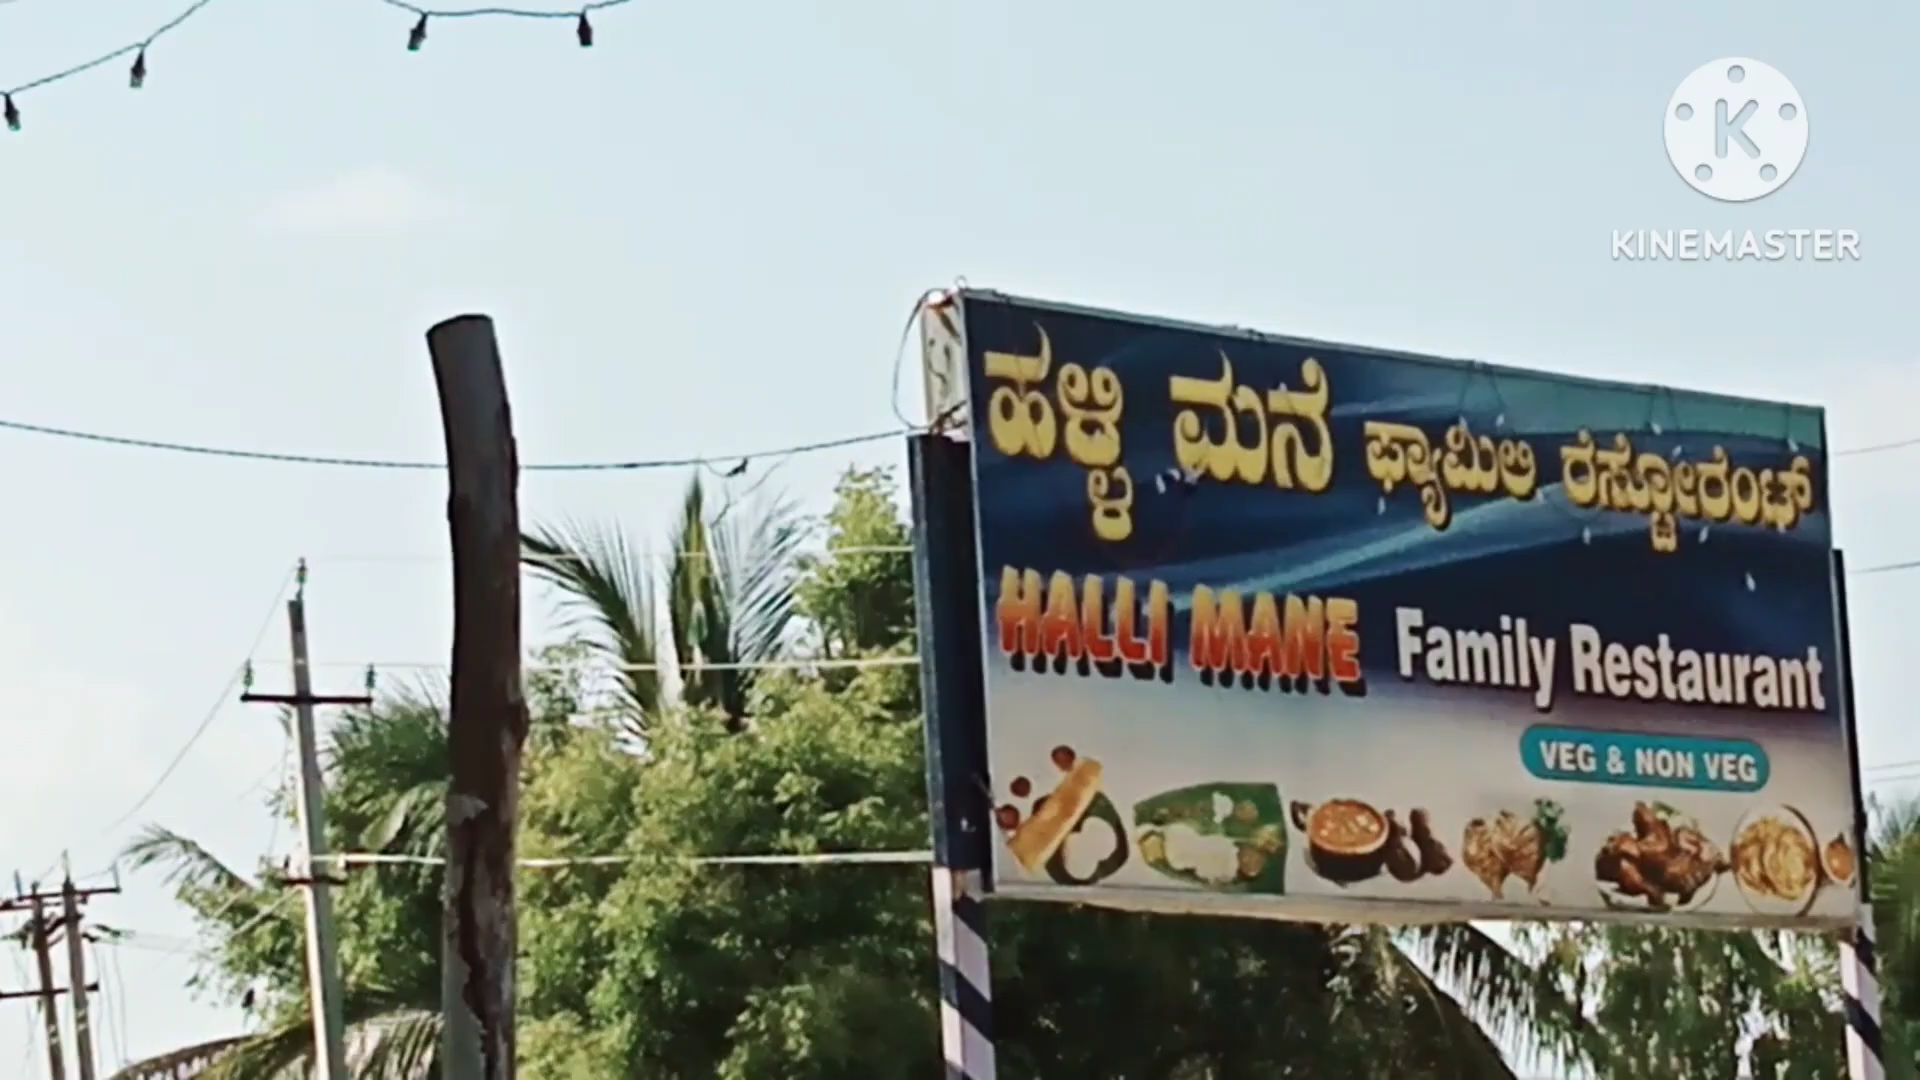 K
KINEMASTER
ಹಳ್ಳಿ ಮನೆ ಫ್ಯಾಮಿಲಿ ರೆಸ್ಟೋರೆಂಟ್
HALLI MANE Family Restaurant
VEG & NON VEG